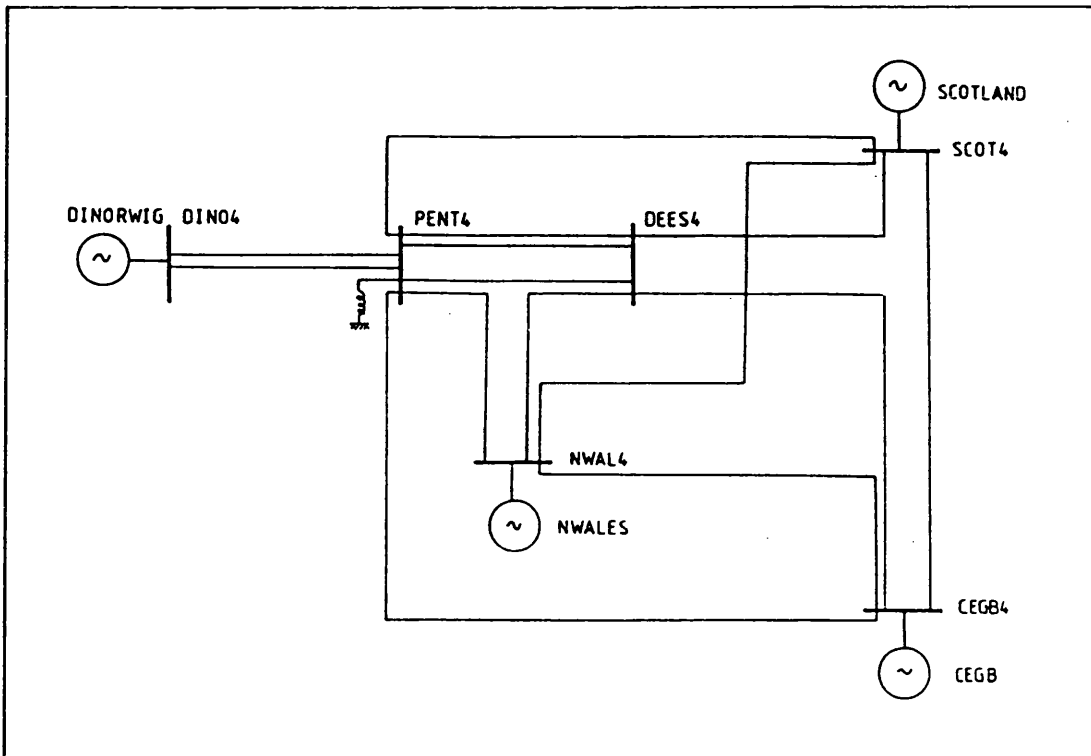 SCOTLAND
SCOT4
DINORWIG DINO4
PENT4
DEES4
NWAL4
NWALES
CEGB4
CEGB